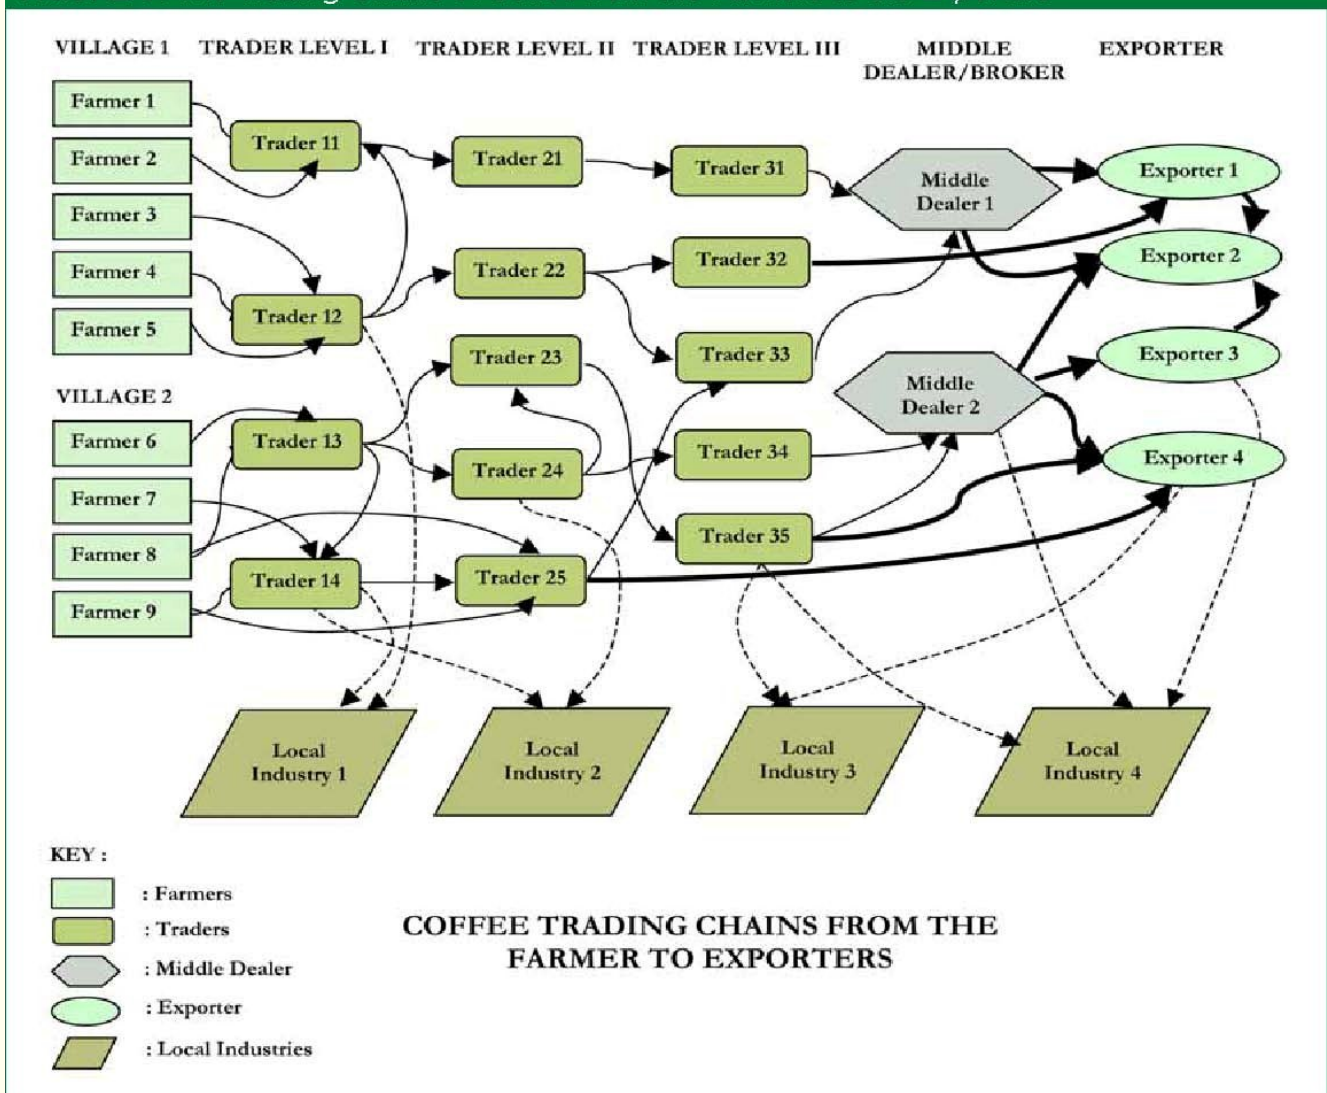 VILLAGE 1 TRADER LEVEL I TRADER LEVEL II TRADER LEVEL III MIDDLE DEALER/BROKER EXPORTER
Farmer 1
Farmer 2
Farmer 3
Farmer 4
Farmer 5
VILLAGE 2
Farmer 6
Farmer 7
Farmer 8
Farmer 9
Trader 11
Trader 12
Trader 13
Trader 14
Trader 21
Trader 22
Trader 23
Trader 24
Trader 25
Trader 31
Trader 32
Trader 33
Trader 34
Trader 35
Middle
Dealer 1
Middle
Dealer 2
Exporter 1
Exporter 2
Exporter 3
Exporter 4
Local
Industry 1
Local
Industry 2
Local
Industry 3
Local
Industry 4
KEY :
: Farmers
: Traders
: Middle Dealer
: Exporter
: Local Industries
COFFEE TRADING CHAINS FROM THE
FARMER TO EXPORTERS